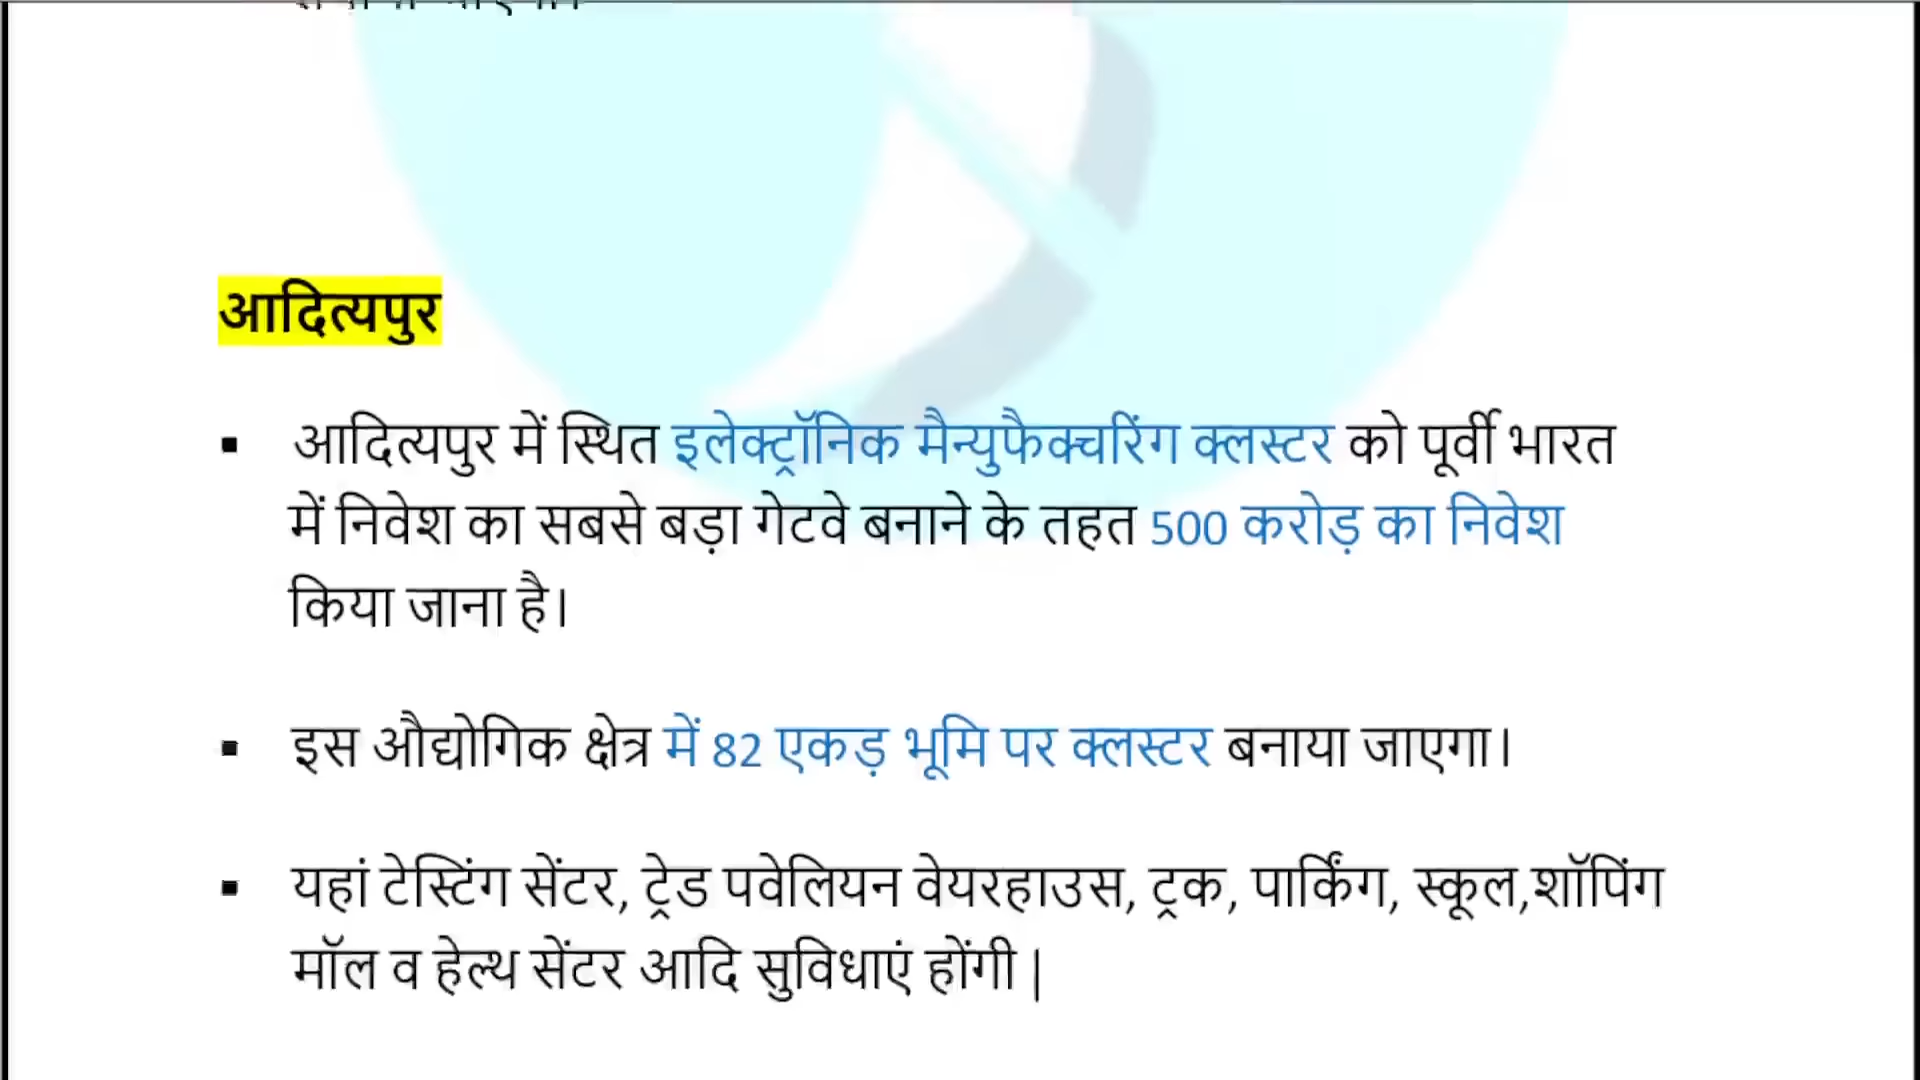 आदित्यपुर
▪ आदित्यपुर में स्थित इलेक्ट्रॉनिक मैन्युफैक्चरिंग क्लस्टर को पूर्वी भारत
में निवेश का सबसे बड़ा गेटवे बनाने के तहत 500 करोड़ का निवेश
किया जाना है।
▪ इस औद्योगिक क्षेत्र में 82 एकड़ भूमि पर क्लस्टर बनाया जाएगा।
▪ यहां टेस्टिंग सेंटर, ट्रेड पवेलियन वेयरहाउस, ट्रक, पार्किंग, स्कूल,शॉपिंग
मॉल व हेल्थ सेंटर आदि सुविधाएं होंगी |